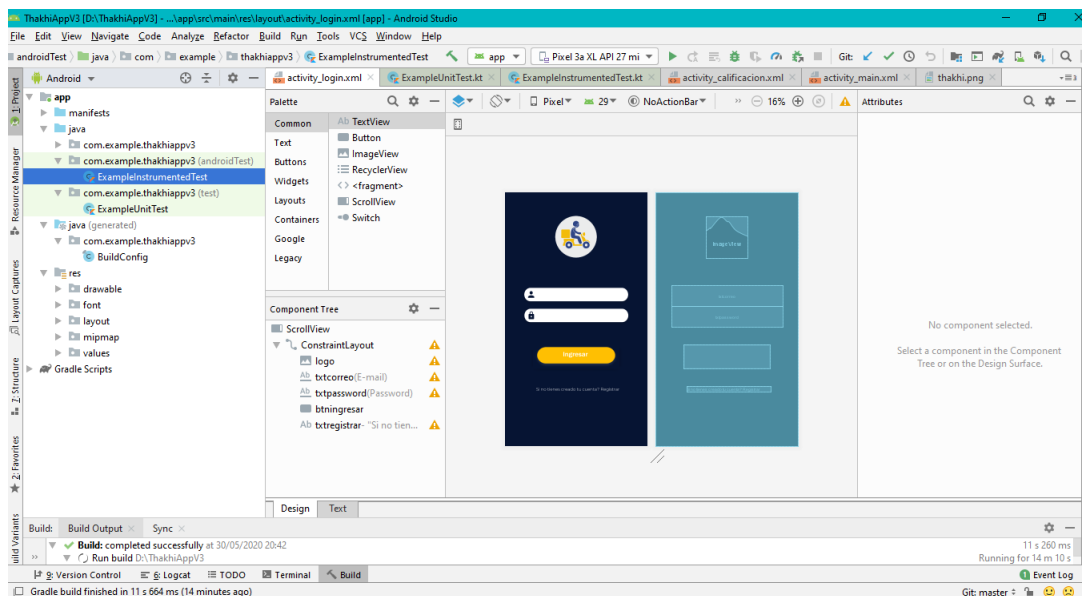 ThakhiAppV3 [D:\ThakhiAppV3] - ...\app\src\main\res\layout\activity_login.xml [app] - Android Studio
File Edit View Navigate Code Analyze Refactor Build Run Tools VCS Window Help
androidTest java com example thakhiappv3 ExampleInstrumentedTest app Pixel 3a XL API 27 mi Git:
Android activity_login.xml ExampleUnitTest.kt ExampleInstrumentedTest.kt activity_calificacion.xml activity_main.xml thakhi.png
1: Project
Resource Manager
Layout Captures
7: Structure
2: Favorites
Build Variants
app
manifests
java
com.example.thakhiappv3
com.example.thakhiappv3 (androidTest)
ExampleInstrumentedTest
com.example.thakhiappv3 (test)
ExampleUnitTest
java (generated)
com.example.thakhiappv3
BuildConfig
res
drawable
font
layout
mipmap
values
Gradle Scripts
Palette
Common
Text
Buttons
Widgets
Layouts
Containers
Google
Legacy
Ab TextView
Button
ImageView
RecyclerView
<> <fragment>
ScrollView
Switch
Component Tree
ScrollView
ConstraintLayout
logo
Ab txtcorreo(E-mail)
Ab txtpassword(Password)
btningresar
Ab txtregistrar- "Si no tien...
Pixel 29 NoActionBar 16%
Ingresar
ImageView
Attributes
No component selected.
Select a component in the Component
Tree or on the Design Surface.
Design Text
Build: Build Output Sync
Build: completed successfully at 30/05/2020 20:42 11 s 260 ms
Run build D:\ThakhiAppV3 Running for 14 m 10 s
9: Version Control 6: Logcat TODO Terminal Build Event Log
Gradle build finished in 11 s 664 ms (14 minutes ago) Git: master